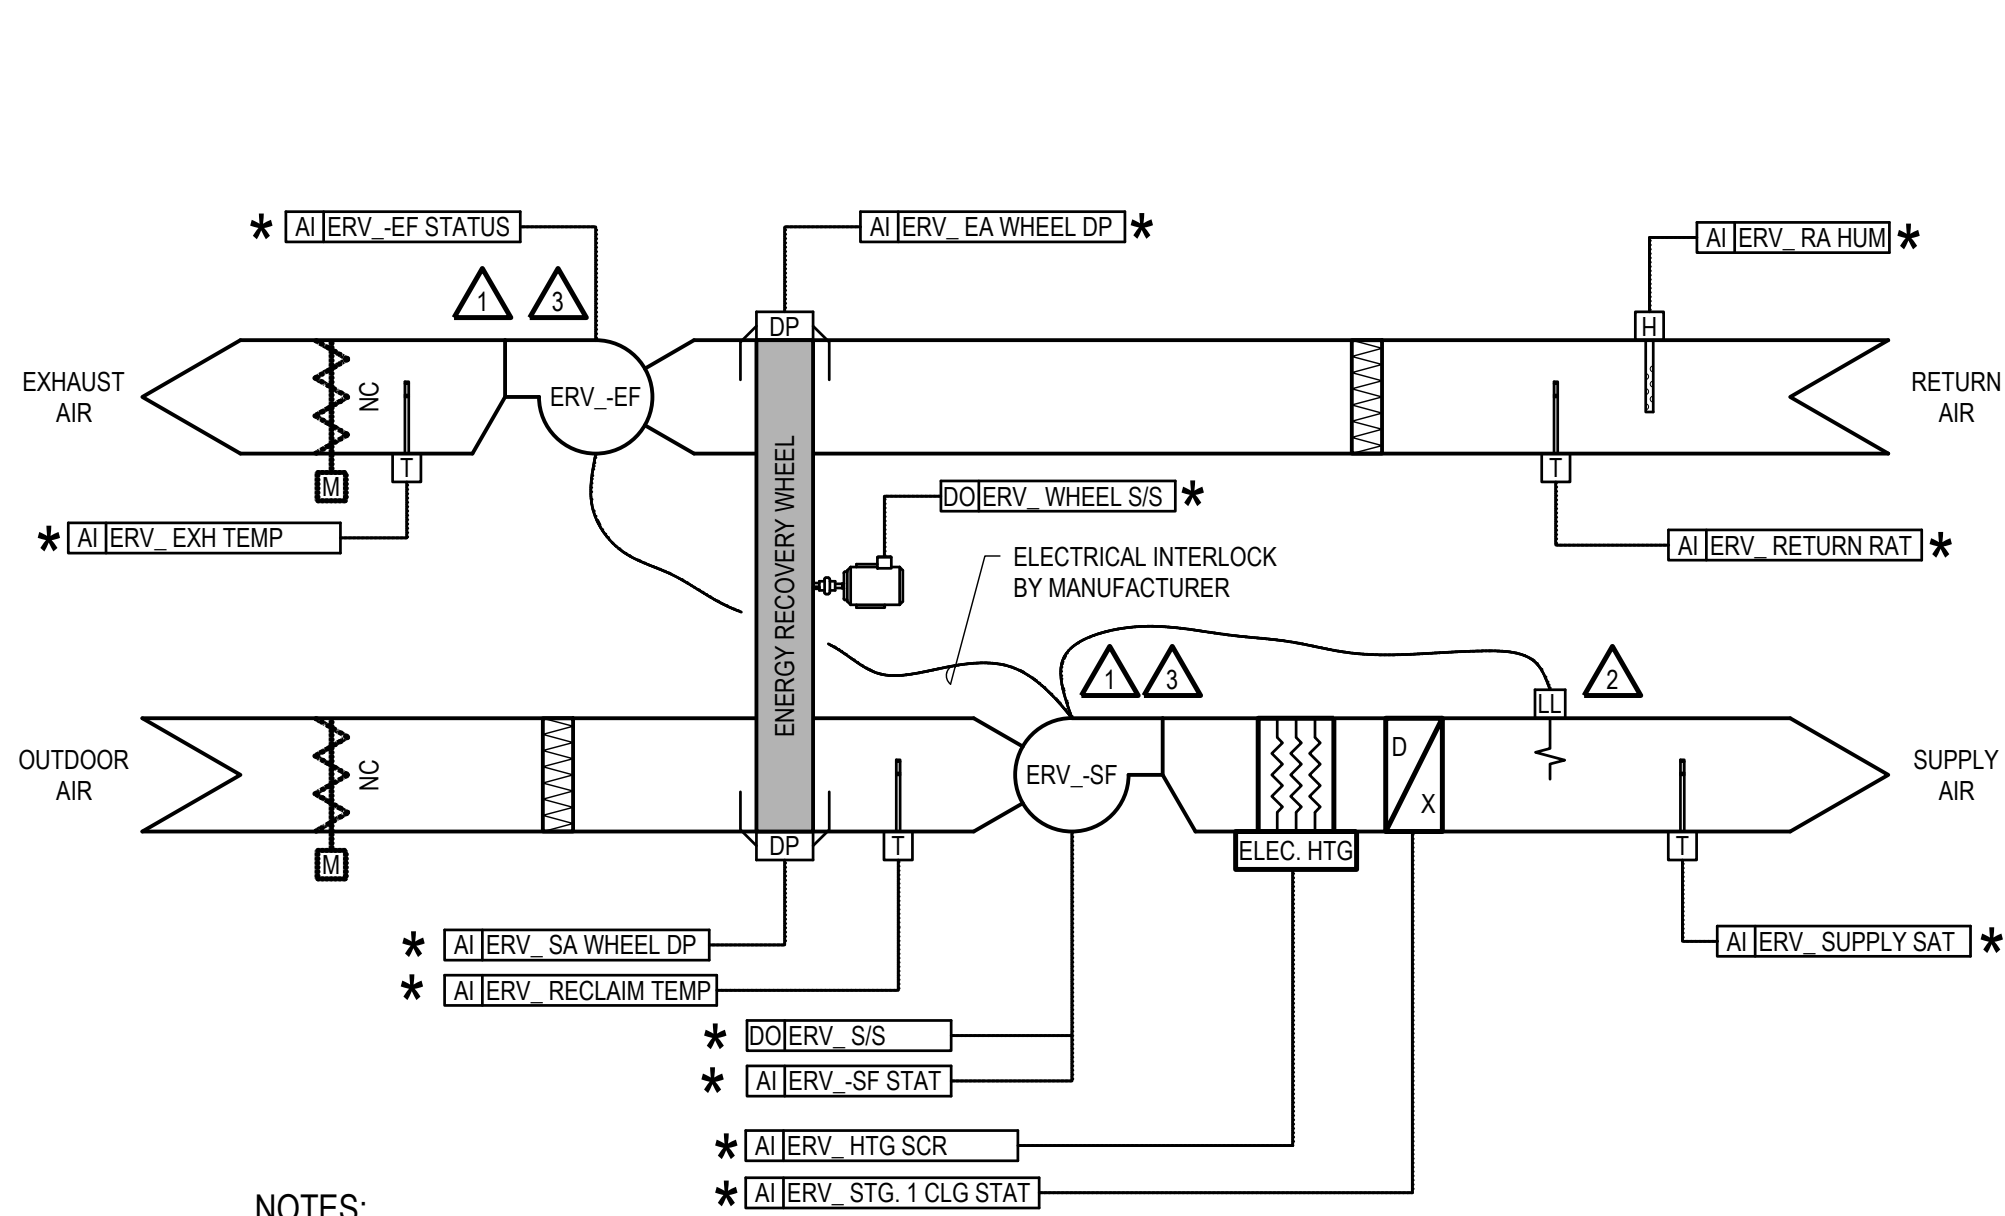 * AI ERV_-EF STATUS
AI ERV_ EA WHEEL DP *
AI ERV_ RA HUM *
1
3
DP
H
EXHAUST
AIR
NC
ERV_-EF
RETURN
AIR
M
T
T
* AI ERV_ EXH TEMP
DO ERV_ WHEEL S/S *
AI ERV_ RETURN RAT *
ENERGY RECOVERY WHEEL
ELECTRICAL INTERLOCK
BY MANUFACTURER
1
3
2
LL
OUTDOOR
AIR
NC
ERV_-SF
D
X
SUPPLY
AIR
M
DP
T
ELEC. HTG
T
* AI ERV_ SA WHEEL DP
AI ERV_ SUPPLY SAT *
* AI ERV_ RECLAIM TEMP
* DO ERV_ S/S
* AI ERV_-SF STAT
* AI ERV_ HTG SCR
* AI ERV_ STG. 1 CLG STAT
NOTES: